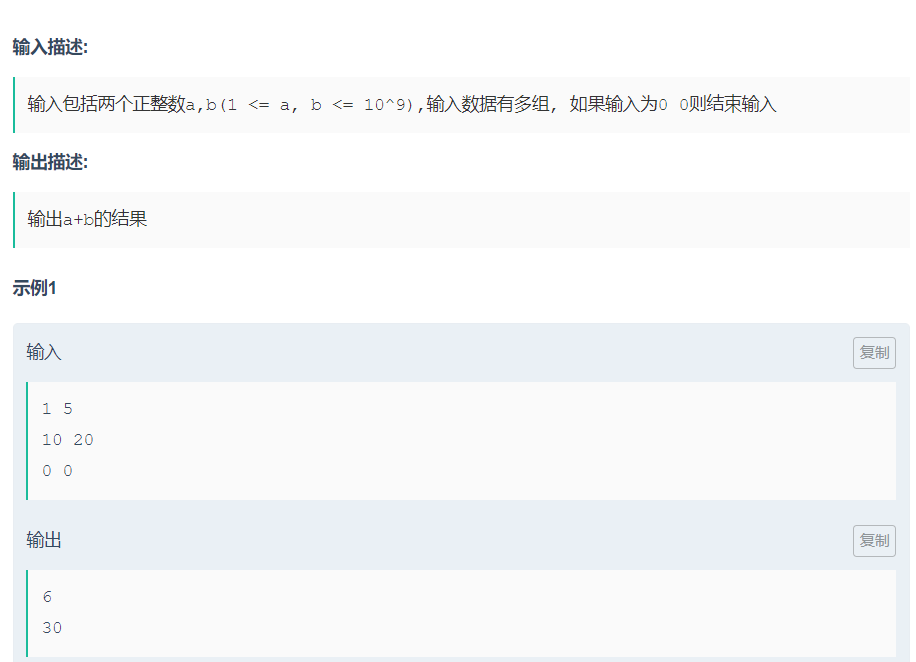 输入描述:
输入包括两个正整数a,b(1 <= a, b <= 10^9),输入数据有多组, 如果输入为0 0则结束输入
输出描述:
输出a+b的结果
示例1
输入
复制
1 5
10 20
0 0
输出
复制
6
30